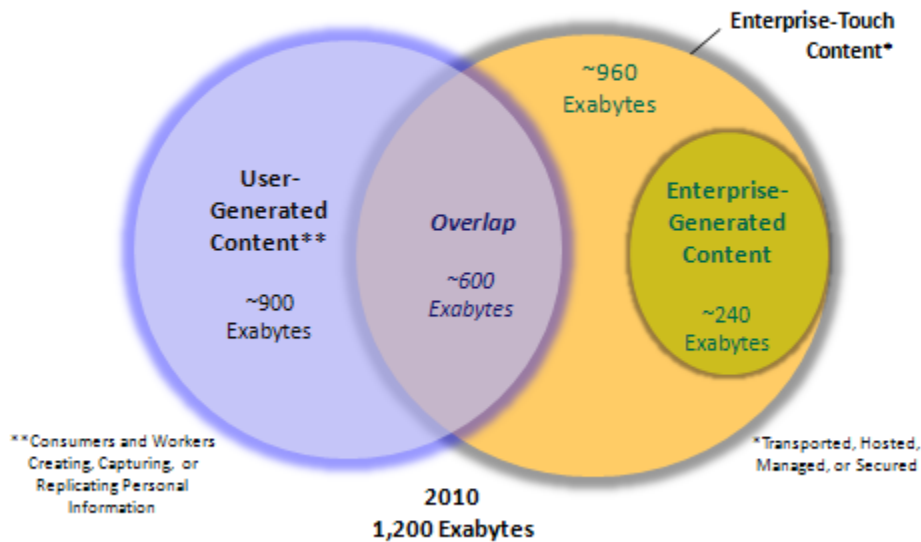 Enterprise-Touch
Content*
~960
Exabytes
User-
Generated
Content**
~900
Exabytes
Overlap
~600
Exabytes
Enterprise-
Generated
Content
~240
Exabytes
**Consumers and Workers
Creating, Capturing, or
Replicating Personal
Information
*Transported, Hosted,
Managed, or Secured
2010
1,200 Exabytes